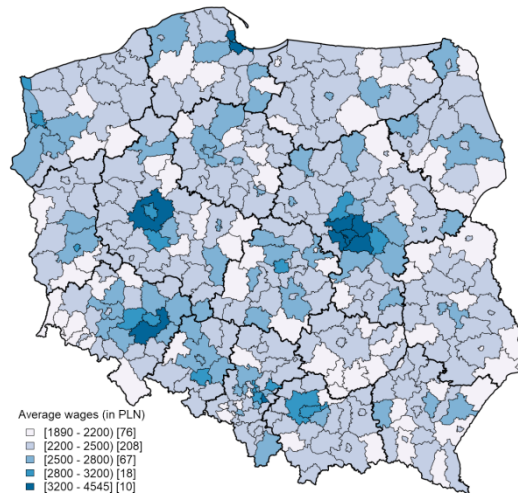 Average wages (in PLN)
[1890 - 2200) [76]
[2200 - 2500) [208]
[2500 - 2800) [67]
[2800 - 3200) [18]
[3200 - 4545] [10]